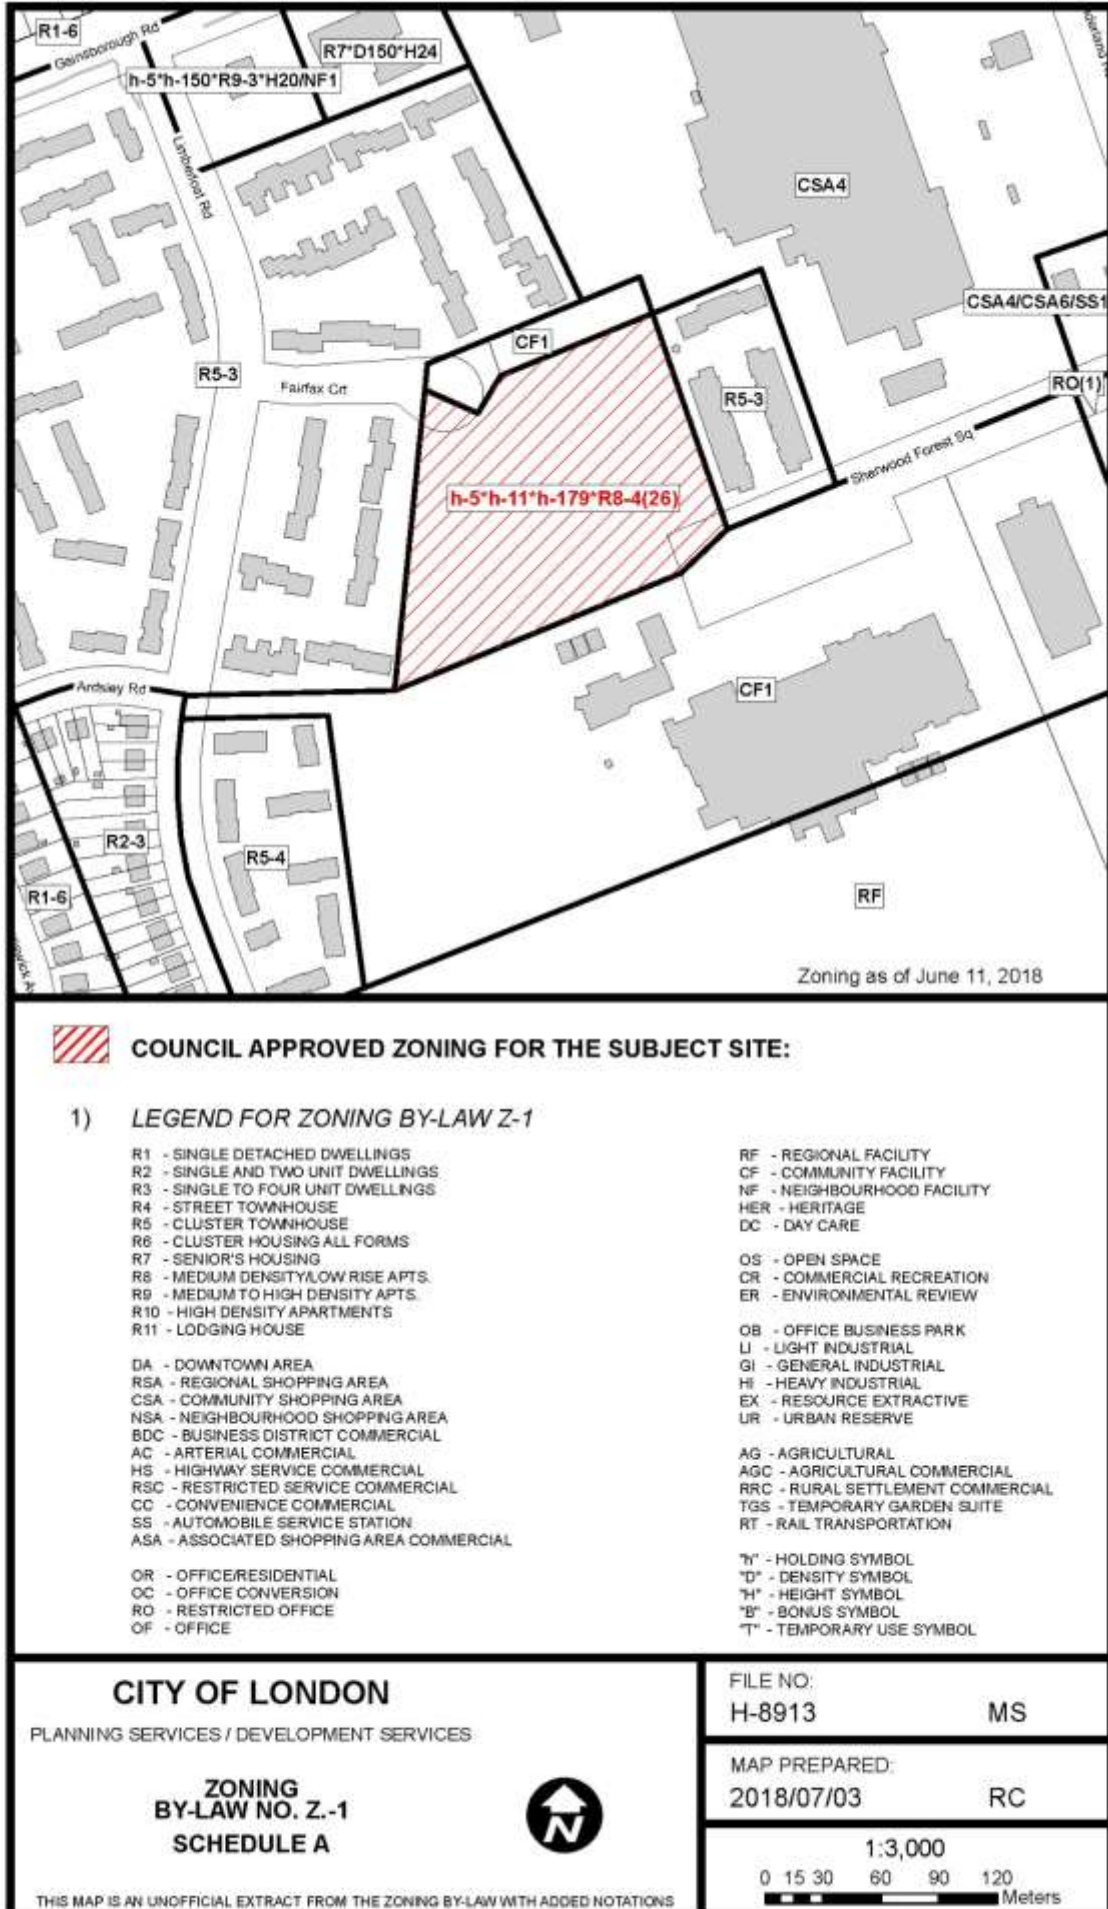 R1-6
Gainsborough Rd
R7*D150*H24
h-5*h-150*R9-3*H20/NF1
Limberlost Rd
CSA4
CSA4/CSA6/SS1
CF1
R5-3
Fairfax Crt
R5-3
RO(1)
Sherwood Forest Sq
h-5*h-11*h-179*R8-4(26)
Ardsley Rd
CF1
R2-3
R5-4
R1-6
RF
Zoning as of June 11, 2018
COUNCIL APPROVED ZONING FOR THE SUBJECT SITE:
1) LEGEND FOR ZONING BY-LAW Z-1
R1 - SINGLE DETACHED DWELLINGS
R2 - SINGLE AND TWO UNIT DWELLINGS
R3 - SINGLE TO FOUR UNIT DWELLINGS
R4 - STREET TOWNHOUSE
R5 - CLUSTER TOWNHOUSE
R6 - CLUSTER HOUSING ALL FORMS
R7 - SENIOR'S HOUSING
R8 - MEDIUM DENSITY/LOW RISE APTS.
R9 - MEDIUM TO HIGH DENSITY APTS.
R10 - HIGH DENSITY APARTMENTS
R11 - LODGING HOUSE
DA - DOWNTOWN AREA
RSA - REGIONAL SHOPPING AREA
CSA - COMMUNITY SHOPPING AREA
NSA - NEIGHBOURHOOD SHOPPING AREA
BDC - BUSINESS DISTRICT COMMERCIAL
AC - ARTERIAL COMMERCIAL
HS - HIGHWAY SERVICE COMMERCIAL
RSC - RESTRICTED SERVICE COMMERCIAL
CC - CONVENIENCE COMMERCIAL
SS - AUTOMOBILE SERVICE STATION
ASA - ASSOCIATED SHOPPING AREA COMMERCIAL
OR - OFFICE/RESIDENTIAL
OC - OFFICE CONVERSION
RO - RESTRICTED OFFICE
OF - OFFICE
RF - REGIONAL FACILITY
CF - COMMUNITY FACILITY
NF - NEIGHBOURHOOD FACILITY
HER - HERITAGE
DC - DAY CARE
OS - OPEN SPACE
CR - COMMERCIAL RECREATION
ER - ENVIRONMENTAL REVIEW
OB - OFFICE BUSINESS PARK
LI - LIGHT INDUSTRIAL
GI - GENERAL INDUSTRIAL
HI - HEAVY INDUSTRIAL
EX - RESOURCE EXTRACTIVE
UR - URBAN RESERVE
AG - AGRICULTURAL
AGC - AGRICULTURAL COMMERCIAL
RRC - RURAL SETTLEMENT COMMERCIAL
TGS - TEMPORARY GARDEN SUITE
RT - RAIL TRANSPORTATION
"h" - HOLDING SYMBOL
"D" - DENSITY SYMBOL
"H" - HEIGHT SYMBOL
"B" - BONUS SYMBOL
"T" - TEMPORARY USE SYMBOL
CITY OF LONDON
PLANNING SERVICES / DEVELOPMENT SERVICES
ZONING
BY-LAW NO. Z.-1
SCHEDULE A
N
THIS MAP IS AN UNOFFICIAL EXTRACT FROM THE ZONING BY-LAW WITH ADDED NOTATIONS
FILE NO:
H-8913 MS
MAP PREPARED:
2018/07/03 RC
1:3,000
0 15 30 60 90 120
Meters